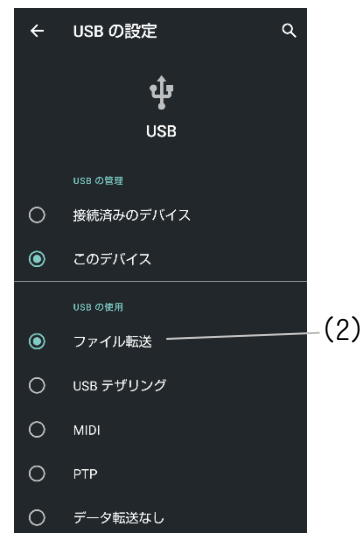 USB の設定
USB
USB の管理
接続済みのデバイス
このデバイス
USB の使用
ファイル転送
(2)
USB テザリング
MIDI
PTP
データ転送なし